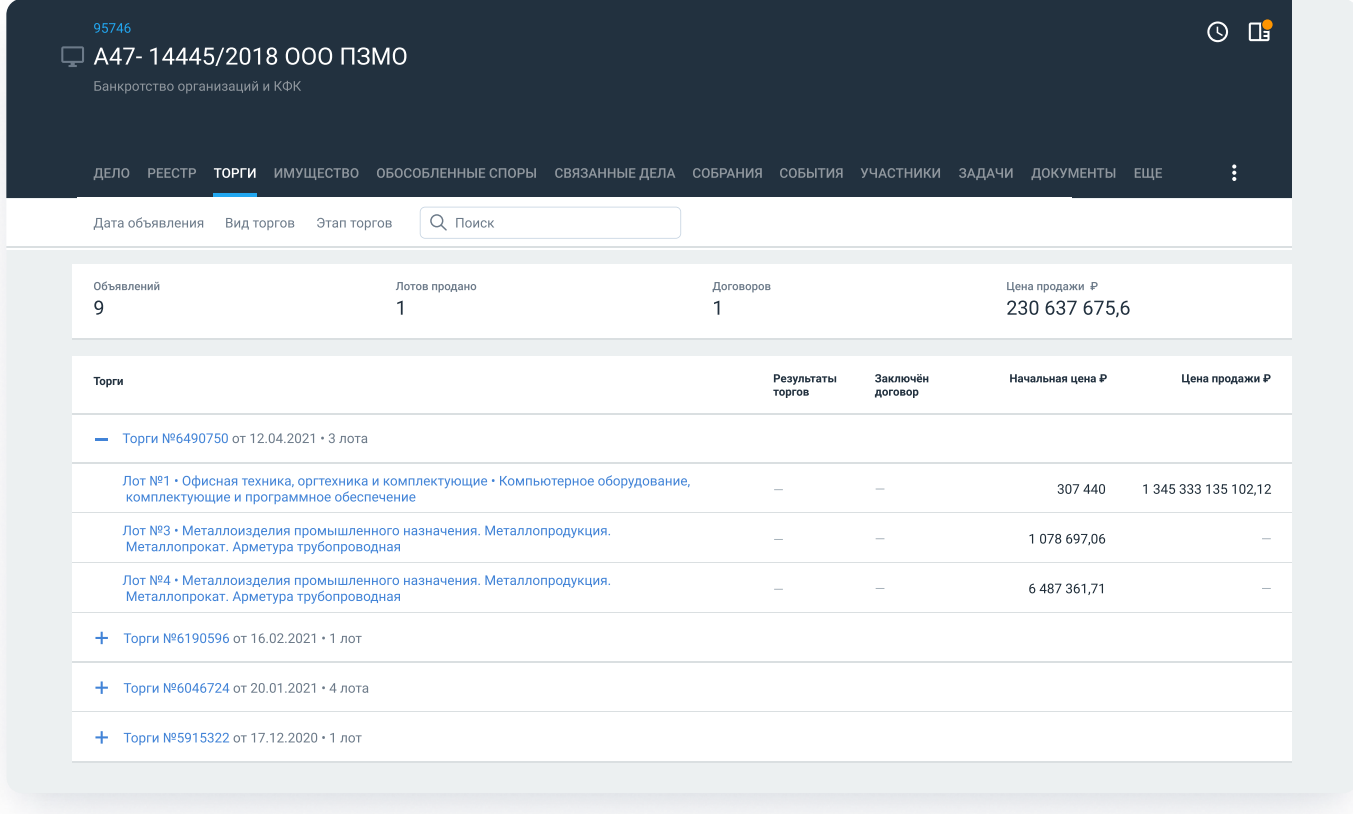 95746
А47- 14445/2018 ООО ПЗМО
Банкротство организаций и КФК
ДЕЛО РЕЕСТР ТОРГИ ИМУЩЕСТВО ОБОСОБЛЕННЫЕ СПОРЫ СВЯЗАННЫЕ ДЕЛА СОБРАНИЯ СОБЫТИЯ УЧАСТНИКИ ЗАДАЧИ ДОКУМЕНТЫ ЕЩЕ
Дата объявления Вид торгов Этап торгов Поиск
Объявлений Лотов продано Договоров Цена продажи ₽
9 1 1 230 637 675,6
Торги Результаты торгов Заключён договор Начальная цена ₽ Цена продажи ₽
Торги №6490750 от 12.04.2021 • 3 лота
Лот №1 • Офисная техника, оргтехника и комплектующие • Компьютерное оборудование,
комплектующие и программное обеспечение
— — 307 440 1 345 333 135 102,12
Лот №3 • Металлоизделия промышленного назначения. Металлопродукция.
Металлопрокат. Арметура трубопроводная
— — 1 078 697,06 —
Лот №4 • Металлоизделия промышленного назначения. Металлопродукция.
Металлопрокат. Арметура трубопроводная
— — 6 487 361,71 —
Торги №6190596 от 16.02.2021 • 1 лот
Торги №6046724 от 20.01.2021 • 4 лота
Торги №5915322 от 17.12.2020 • 1 лот